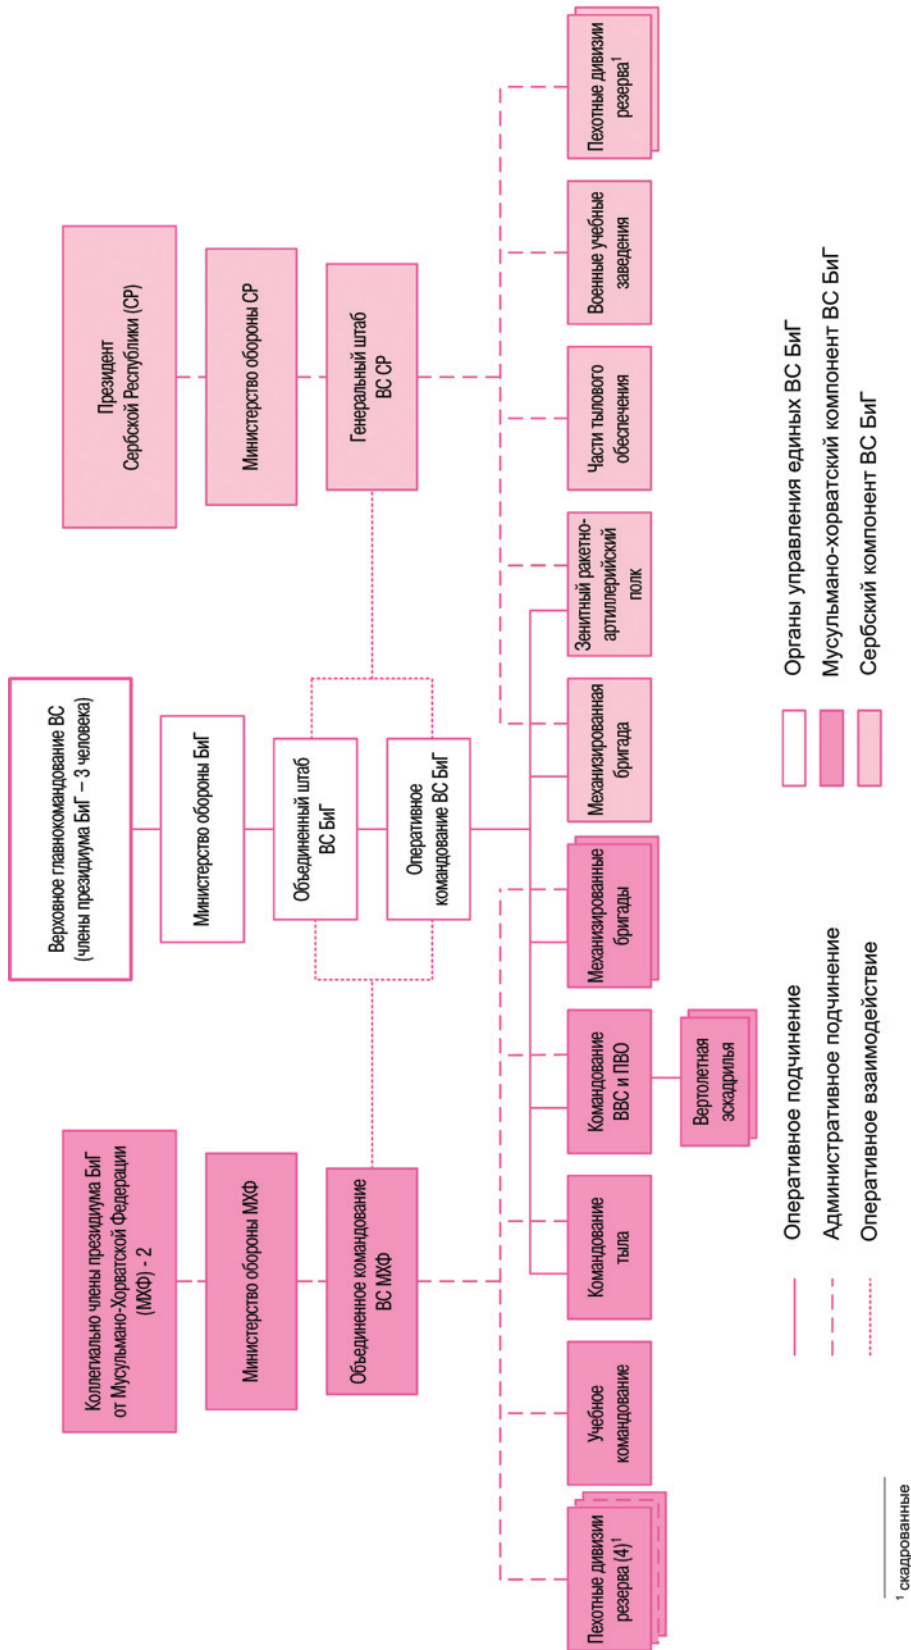 Верховное главнокомандование ВС
(члены президиума БиГ – 3 человека)
Коллегиально члены президиума БиГ
от Мусульмано-Хорватской Федерации
(МХФ) - 2
Президент
Сербской Республики (СР)
Министерство обороны МХФ
Министерство обороны БиГ
Министерство обороны СР
Объединенное командование
ВС МХФ
Объединенный штаб
ВС БиГ
Генеральный штаб
ВС СР
Оперативное
командование ВС БиГ
Пехотные дивизии
резерва (4)¹
Учебное
командование
Командование
тыла
Командование
ВВС и ПВО
Механизированные
бригады
Механизированная
бригада
Зенитный ракетно-
артиллерийский
полк
Части тылового
обеспечения
Военные учебные
заведения
Пехотные дивизии
резерва¹
Вертолетная
эскадрилья
Оперативное подчинение
Административное подчинение
Оперативное взаимодействие
Органы управления единых ВС БиГ
Мусульмано-хорватский компонент ВС БиГ
Сербский компонент ВС БиГ
¹ скадрованные